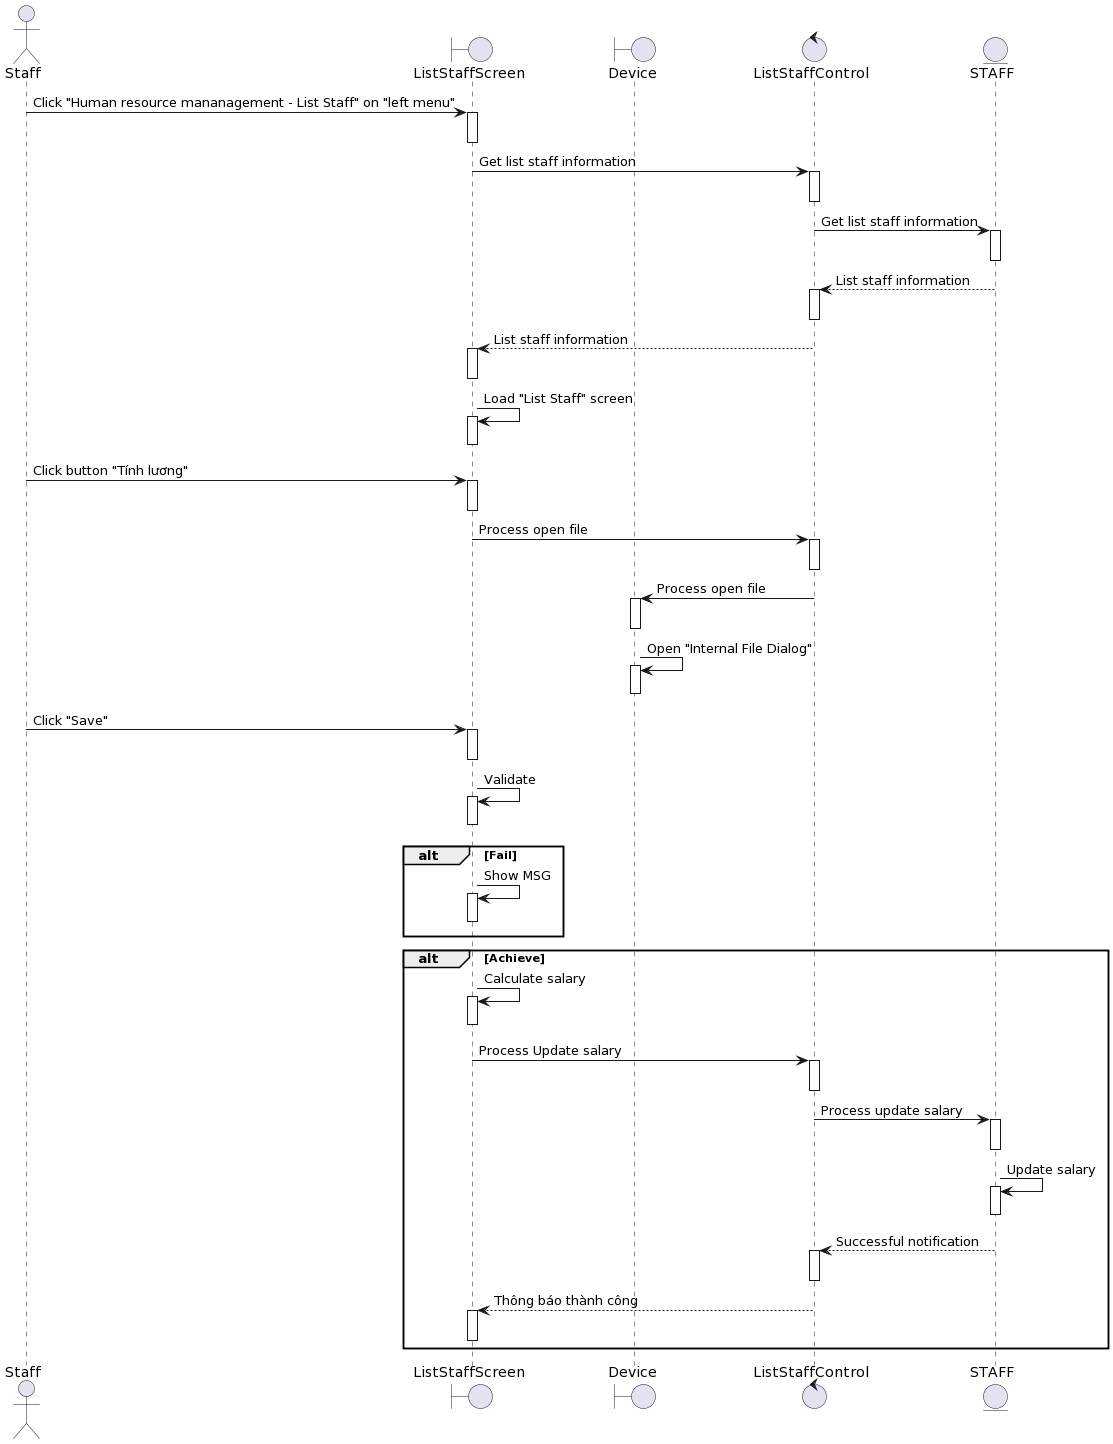 Staff
ListStaffScreen
Device
ListStaffControl
STAFF
Click "Human resource mananagement - List Staff" on "left menu"
Get list staff information
Get list staff information
List staff information
List staff information
Load "List Staff" screen
Click button "Tính lương"
Process open file
Process open file
Open "Internal File Dialog"
Click "Save"
Validate
alt [Fail]
Show MSG
alt [Achieve]
Calculate salary
Process Update salary
Process update salary
Update salary
Successful notification
Thông báo thành công
Staff
ListStaffScreen
Device
ListStaffControl
STAFF